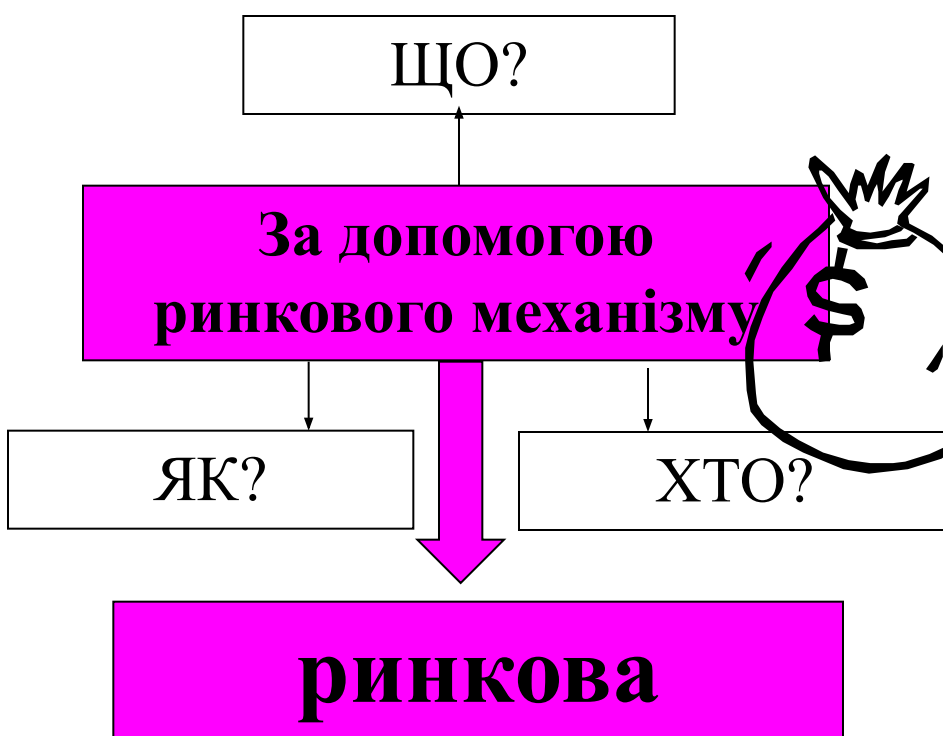 ЩО?
За допомогою
ринкового механізму
$
ЯК?
ХТО?
ринкова